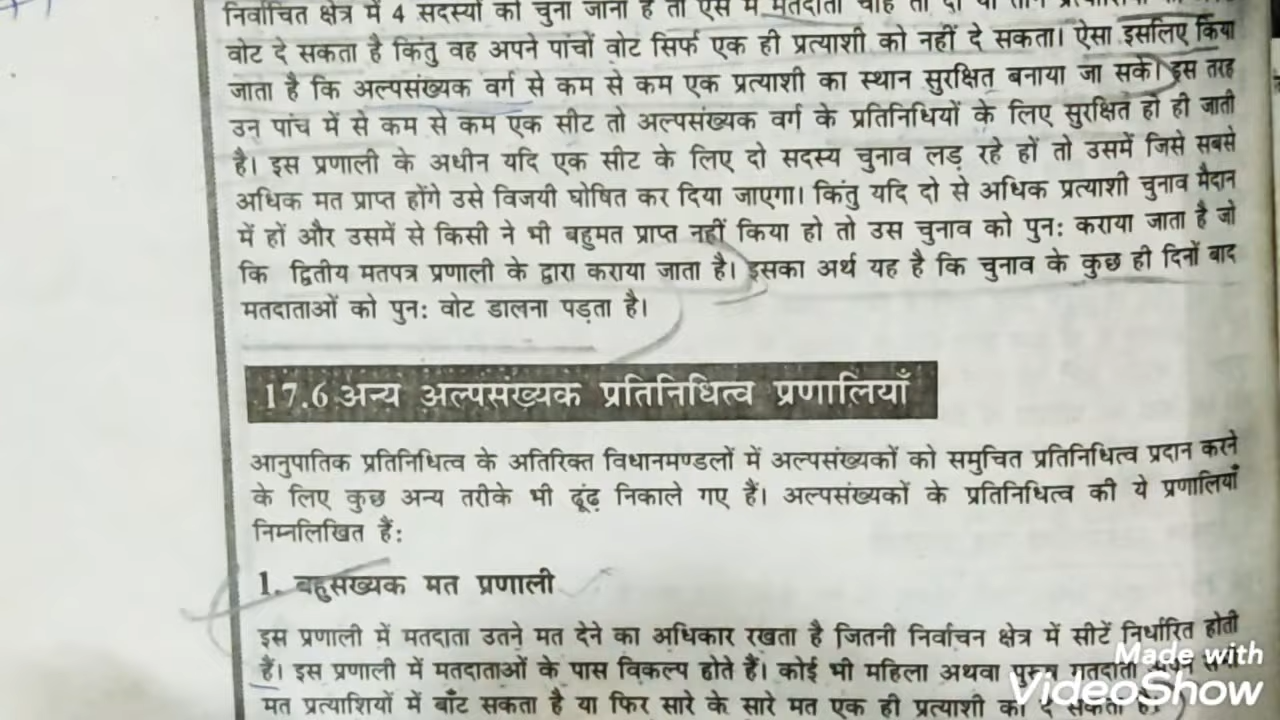 निर्वाचित क्षेत्र में 4 सदस्यों को चुना जाना है तो ऐसे में मतदाता चाहे तो दो या तीन
वोट दे सकता है किंतु वह अपने पांचों वोट सिर्फ एक ही प्रत्याशी को नहीं दे सकता। ऐसा इसलिए किया
जाता है कि अल्पसंख्यक वर्ग से कम से कम एक प्रत्याशी का स्थान सुरक्षित बनाया जा सके। इस तरह
उन पांच में से कम से कम एक सीट तो अल्पसंख्यक वर्ग के प्रतिनिधियों के लिए सुरक्षित हो ही जाती
है। इस प्रणाली के अधीन यदि एक सीट के लिए दो सदस्य चुनाव लड़ रहे हों तो उसमें जिसे सबसे
अधिक मत प्राप्त होंगे उसे विजयी घोषित कर दिया जाएगा। किंतु यदि दो से अधिक प्रत्याशी चुनाव मैदान
में हों और उसमें से किसी ने भी बहुमत प्राप्त नहीं किया हो तो उस चुनाव को पुन: कराया जाता है जो
कि द्वितीय मतपत्र प्रणाली के द्वारा कराया जाता है। इसका अर्थ यह है कि चुनाव के कुछ ही दिनों बाद
मतदाताओं को पुन: वोट डालना पड़ता है।
17.6 अन्य अल्पसंख्यक प्रतिनिधित्व प्रणालियाँ
आनुपातिक प्रतिनिधित्व के अतिरिक्त विधानमण्डलों में अल्पसंख्यकों को समुचित प्रतिनिधित्व प्रदान करने
के लिए कुछ अन्य तरीके भी ढूंढ़ निकाले गए हैं। अल्पसंख्यकों के प्रतिनिधित्व की ये प्रणालियाँ
निम्नलिखित हैं:
1. बहुसंख्यक मत प्रणाली
इस प्रणाली में मतदाता उतने मत देने का अधिकार रखता है जितनी निर्वाचन क्षेत्र में सीटें निर्धारित होती
हैं। इस प्रणाली में मतदाताओं के पास विकल्प होते हैं। कोई भी महिला अथवा पुरुष मतदाता
मत प्रत्याशियों में बाँट सकता है या फिर सारे के सारे मत एक ही प्रत्याशी को दे सकता है।
Made with
VideoShow